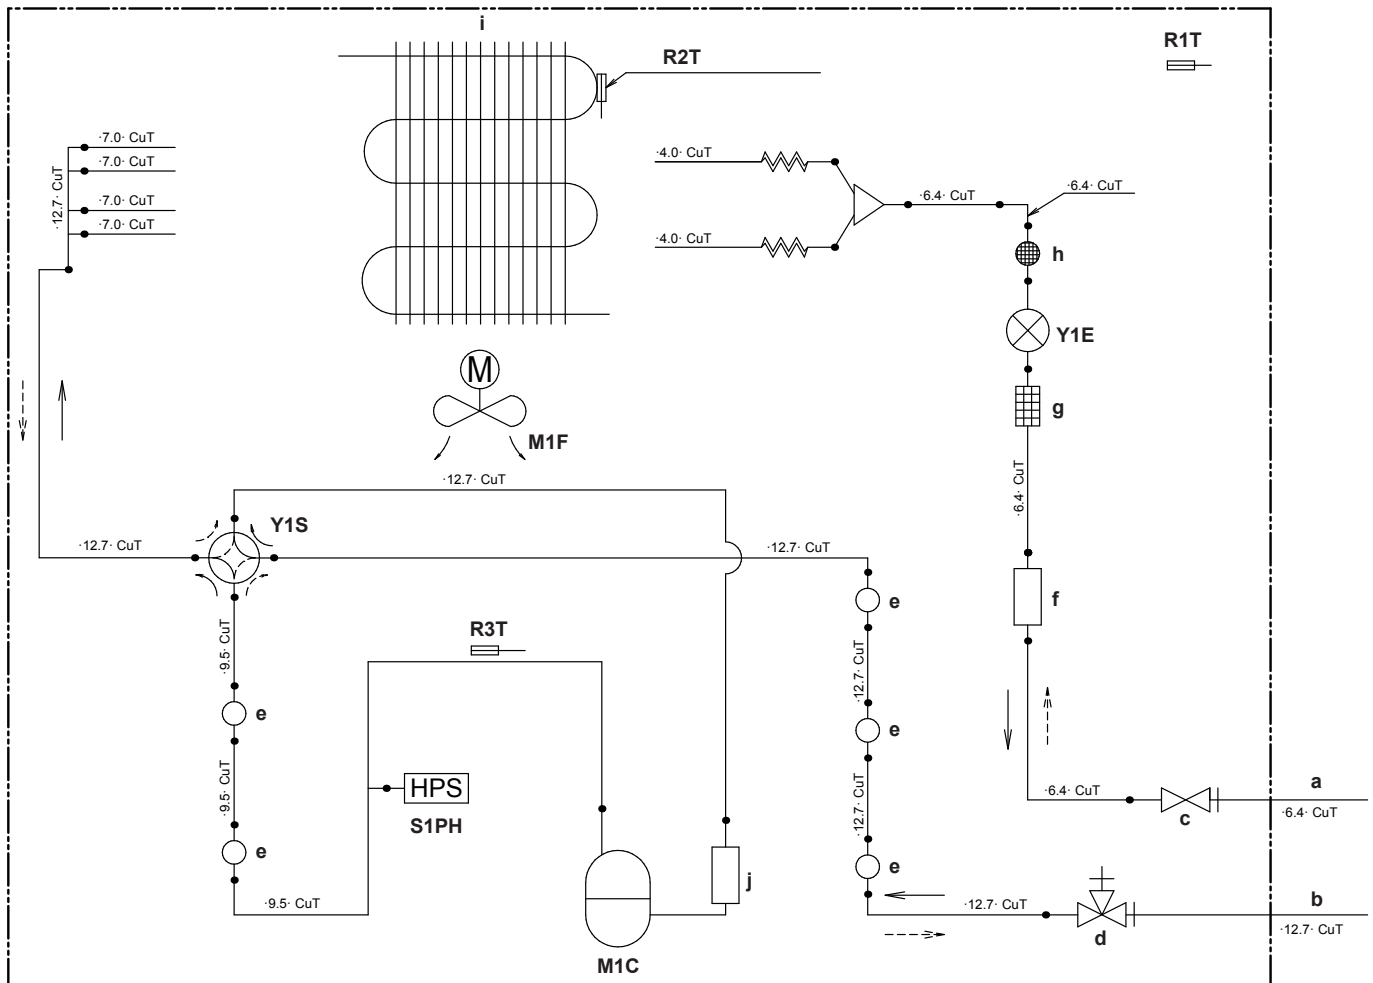 i
R1T
R2T
·7.0· CuT
·7.0· CuT
·7.0· CuT
·7.0· CuT
·12.7· CuT
·4.0· CuT
·4.0· CuT
·6.4· CuT
·6.4· CuT
h
Y1E
g
M
M1F
·12.7· CuT
·6.4· CuT
Y1S
·12.7· CuT
·12.7· CuT
e
f
R3T
·9.5· CuT
·12.7· CuT
e
e
·9.5· CuT
HPS
S1PH
·12.7· CuT
·6.4· CuT
a
·6.4· CuT
c
e
e
j
·9.5· CuT
·12.7· CuT
b
·12.7· CuT
d
M1C